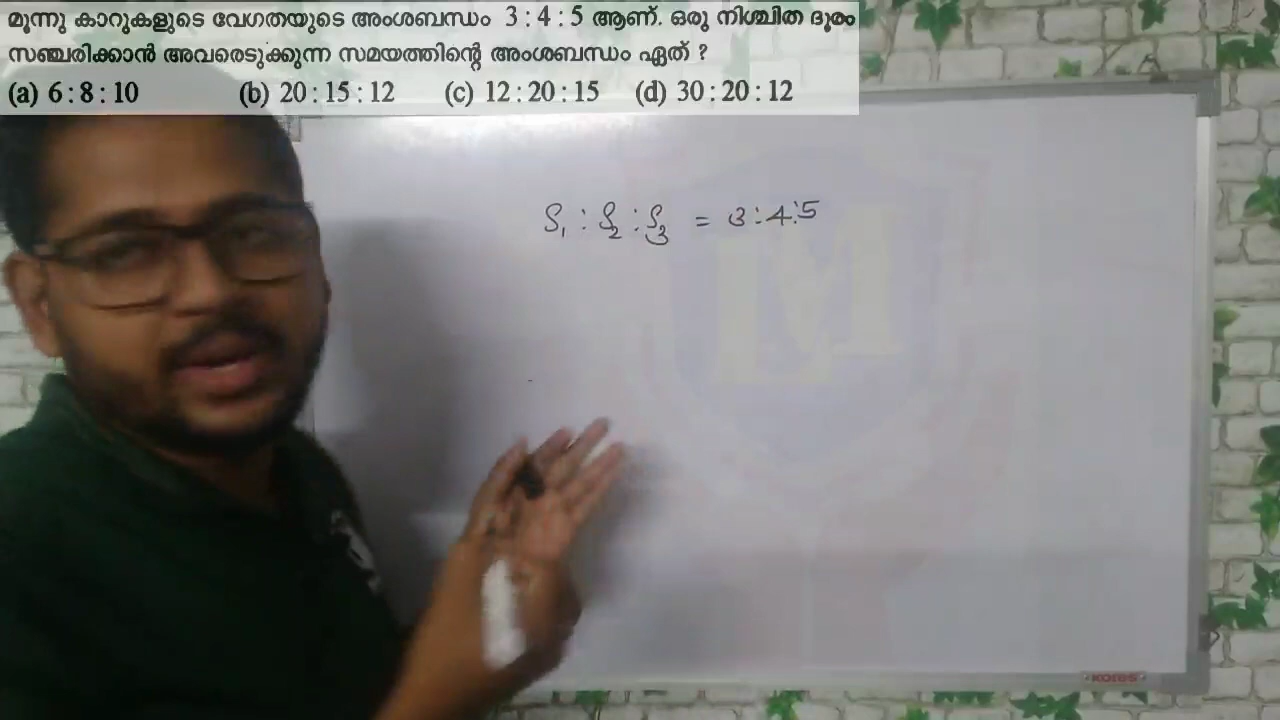 മൂന്നു കാറുകളുടെ വേഗതയുടെ അംശബന്ധം 3 : 4 : 5 ആണ്. ഒരു നിശ്ചിത ദൂരം
സഞ്ചരിക്കാൻ അവരെടുക്കുന്ന സമയത്തിന്റെ അംശബന്ധം ഏത് ?
(a) 6 : 8 : 10 (b) 20 : 15 : 12 (c) 12 : 20 : 15 (d) 30 : 20 : 12
S₁ : S₂ : S₃ = 3 : 4 : 5
KORES